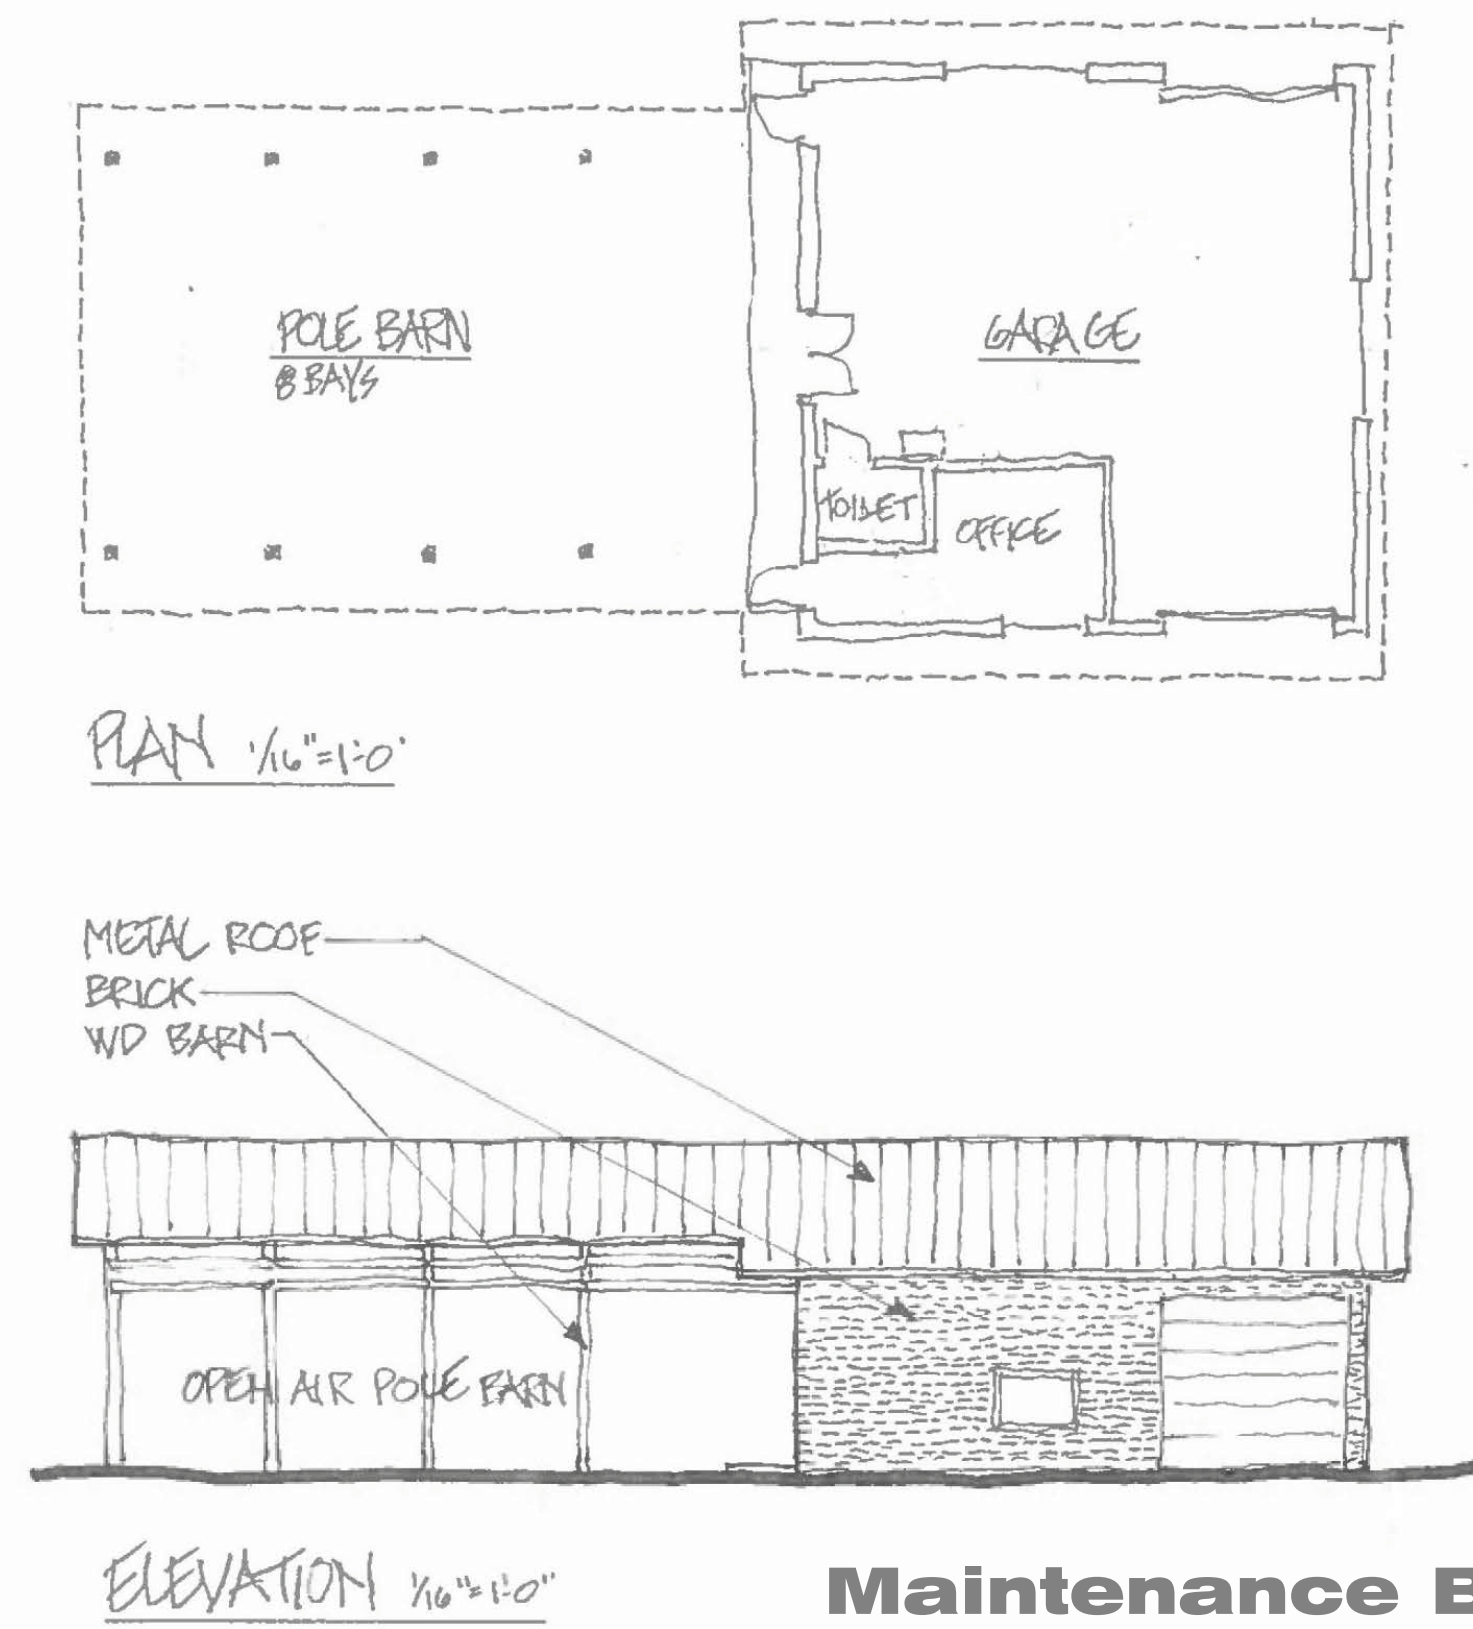 POLE BARN
8 BAYS
GARAGE
TOILET
OFFICE
PLAN 1/16"=1'-0"
METAL ROOF
BRICK
WD BARN
OPEN AIR POLE BARN
ELEVATION 1/16"=1'-0"
Maintenance B